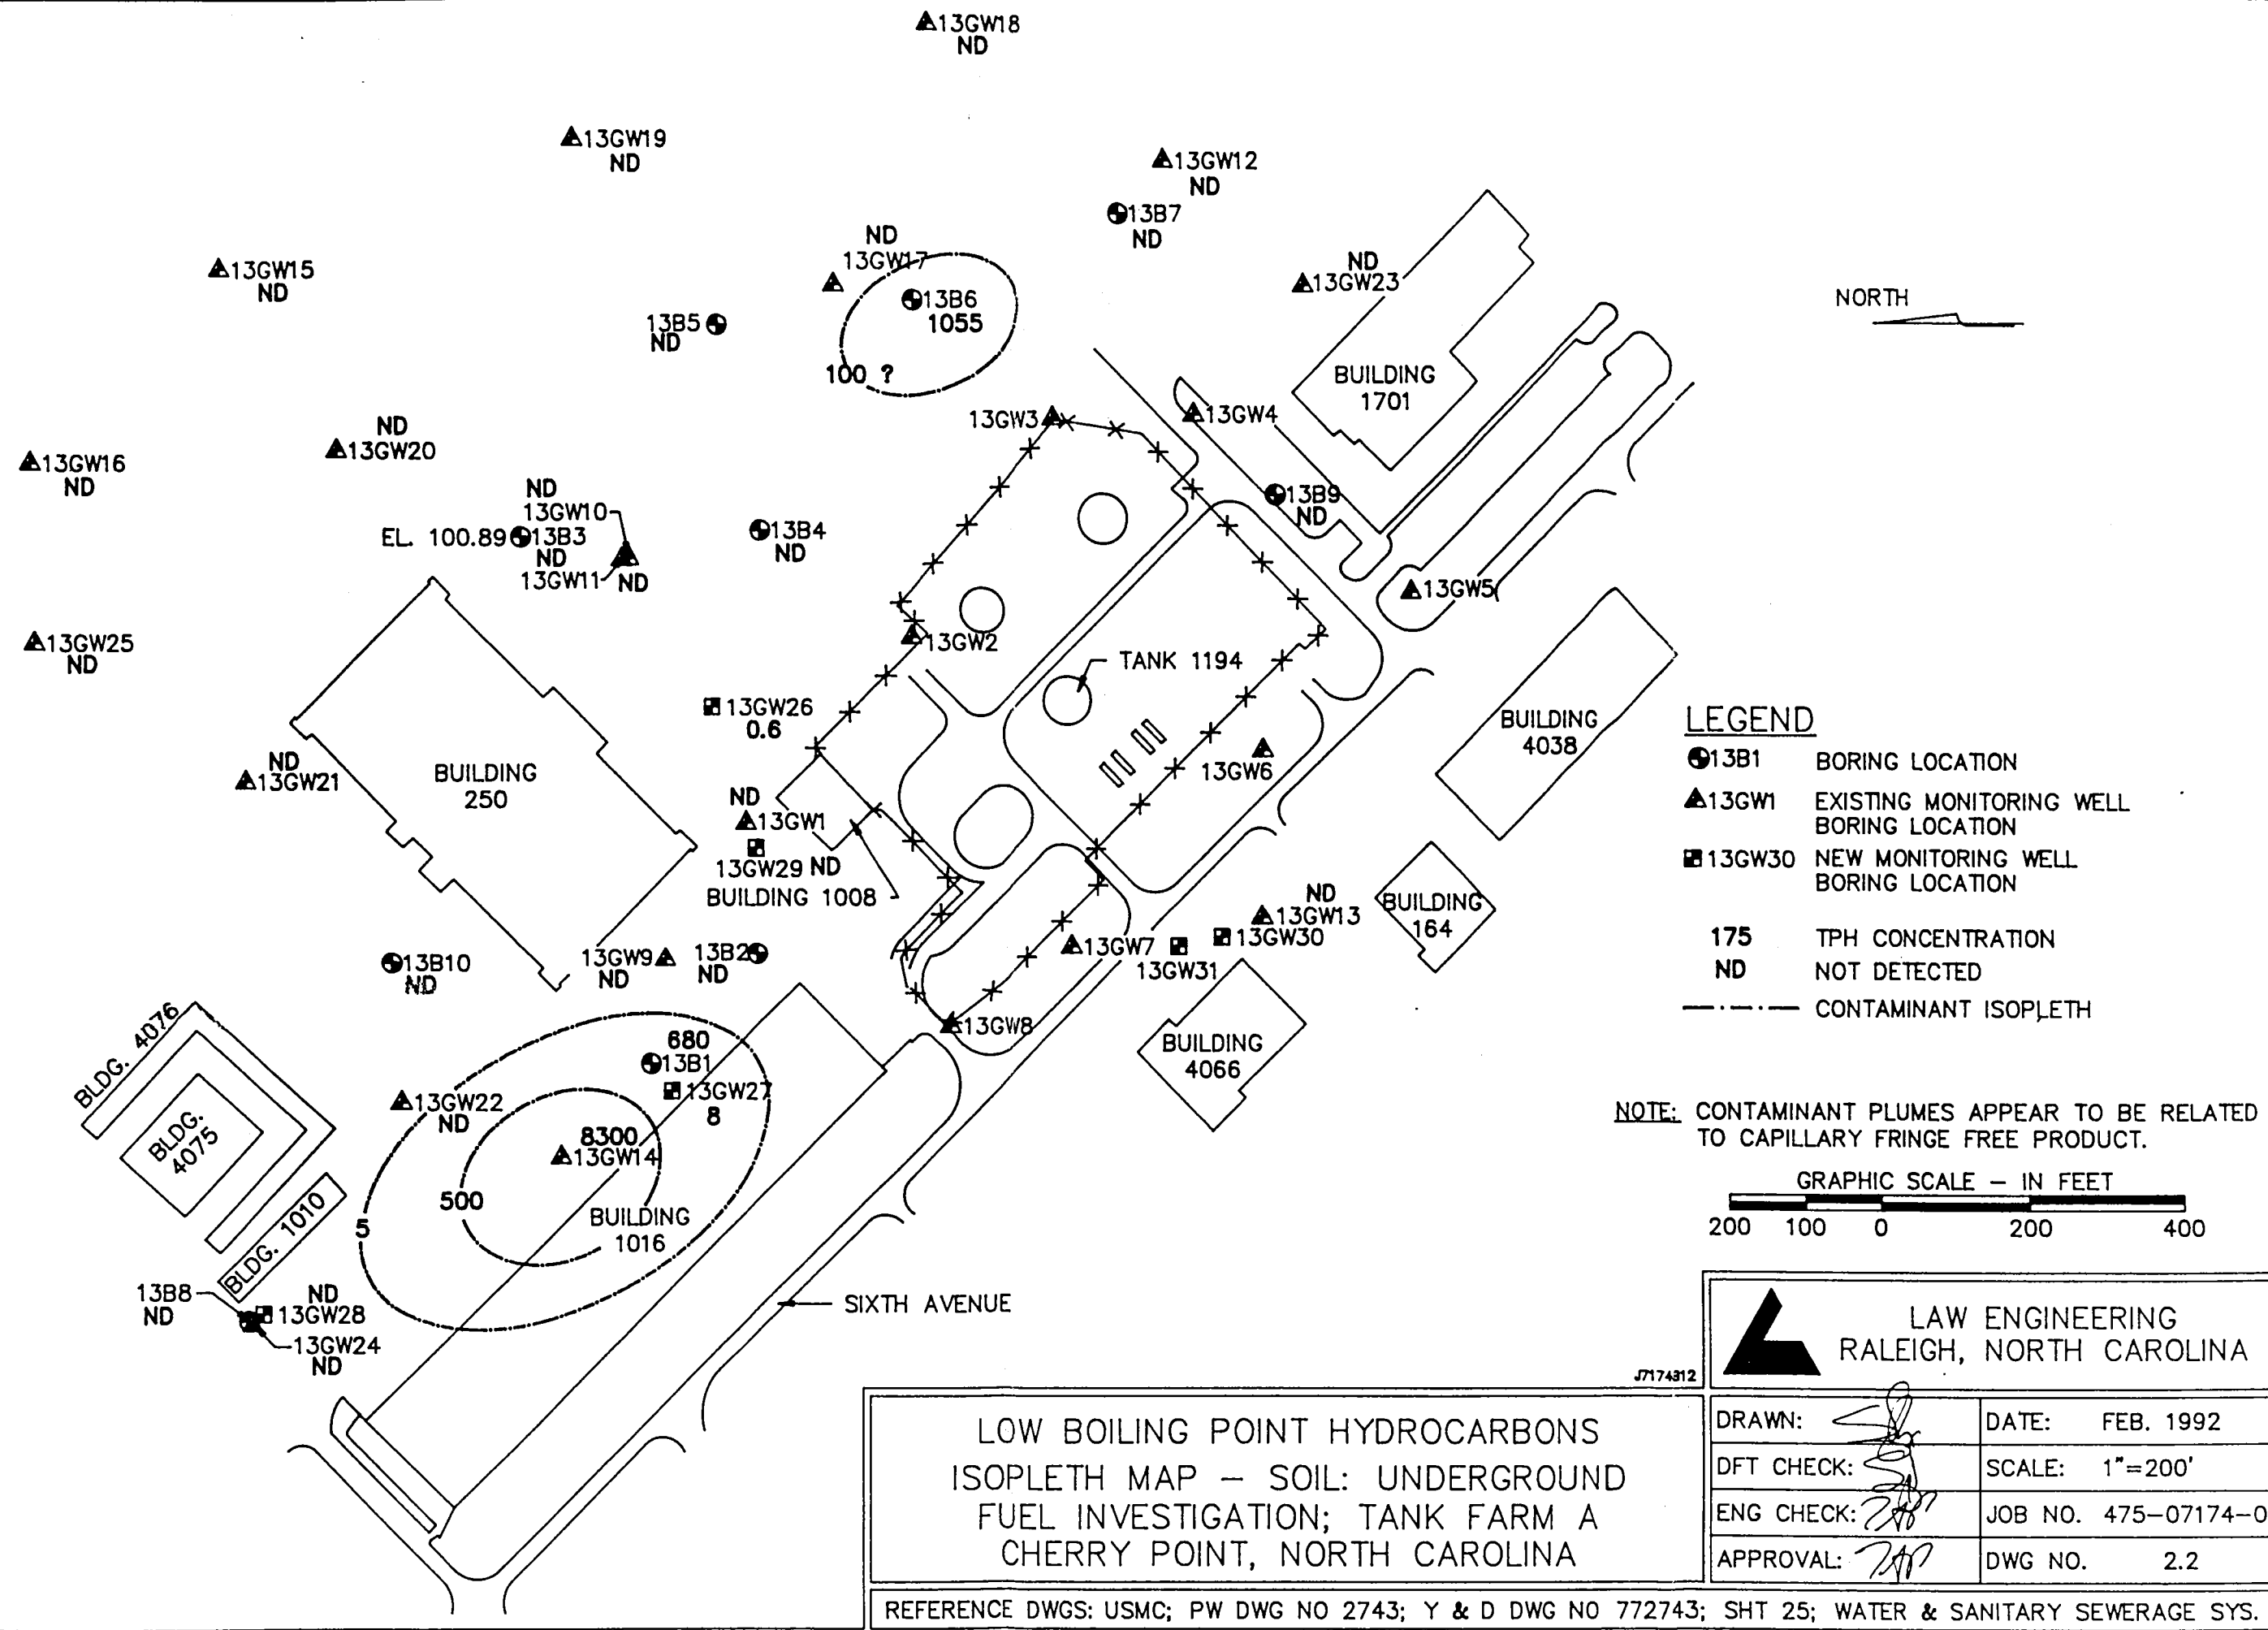 13GW18
ND
13GW19
ND
13GW12
ND
13B7
ND
ND
13GW17
13GW15
ND
ND
13GW23
13B6
1055
NORTH
13B5
ND
100 ?
BUILDING
1701
13GW3
13GW4
ND
13GW20
13GW16
ND
ND
13GW10
13B9
ND
EL. 100.89
13B3
ND
13B4
ND
13GW11
ND
13GW5
13GW25
ND
13GW2
TANK 1194
13GW26
0.6
BUILDING
4038
LEGEND
13B1 BORING LOCATION
13GW1 EXISTING MONITORING WELL
BORING LOCATION
13GW30 NEW MONITORING WELL
BORING LOCATION
175 TPH CONCENTRATION
ND NOT DETECTED
CONTAMINANT ISOPLETH
ND
13GW21
BUILDING
250
13GW6
ND
13GW1
13GW29 ND
BUILDING 1008
ND
13GW13
BUILDING
164
13GW30
13GW7
13GW31
13B10
ND
13GW9
ND
13B2
ND
13GW8
BUILDING
4066
BLDG. 4076
680
13B1
13GW27
8
13GW22
ND
BLDG.
4075
8300
13GW14
500
5
BUILDING
1016
BLDG. 1010
NOTE: CONTAMINANT PLUMES APPEAR TO BE RELATED
TO CAPILLARY FRINGE FREE PRODUCT.
GRAPHIC SCALE – IN FEET
200 100 0 200 400
13B8
ND
ND
13GW28
13GW24
ND
SIXTH AVENUE
J7174312
LAW ENGINEERING
RALEIGH, NORTH CAROLINA
LOW BOILING POINT HYDROCARBONS
ISOPLETH MAP – SOIL: UNDERGROUND
FUEL INVESTIGATION; TANK FARM A
CHERRY POINT, NORTH CAROLINA
DRAWN:
DATE: FEB. 1992
DFT CHECK:
SCALE: 1"=200'
ENG CHECK:
JOB NO. 475-07174-0
APPROVAL:
DWG NO. 2.2
REFERENCE DWGS: USMC; PW DWG NO 2743; Y & D DWG NO 772743; SHT 25; WATER & SANITARY SEWERAGE SYS.